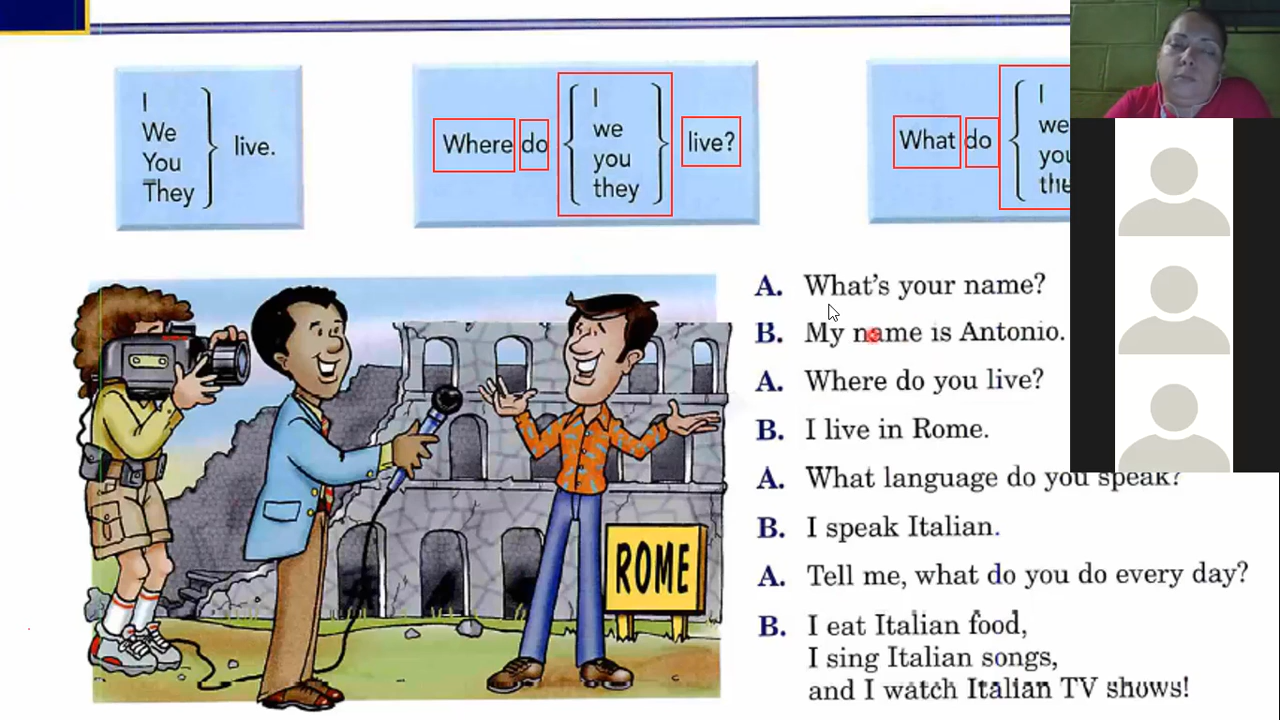 I
We
You
They
live.
Where do
I
we
you
they
live?
What do
I
we
A. What's your name?
B. My name is Antonio.
A. Where do you live?
B. I live in Rome.
A. What language do you speak?
B. I speak Italian.
A. Tell me, what do you do every day?
B. I eat Italian food,
I sing Italian songs,
and I watch Italian TV shows!
ROME